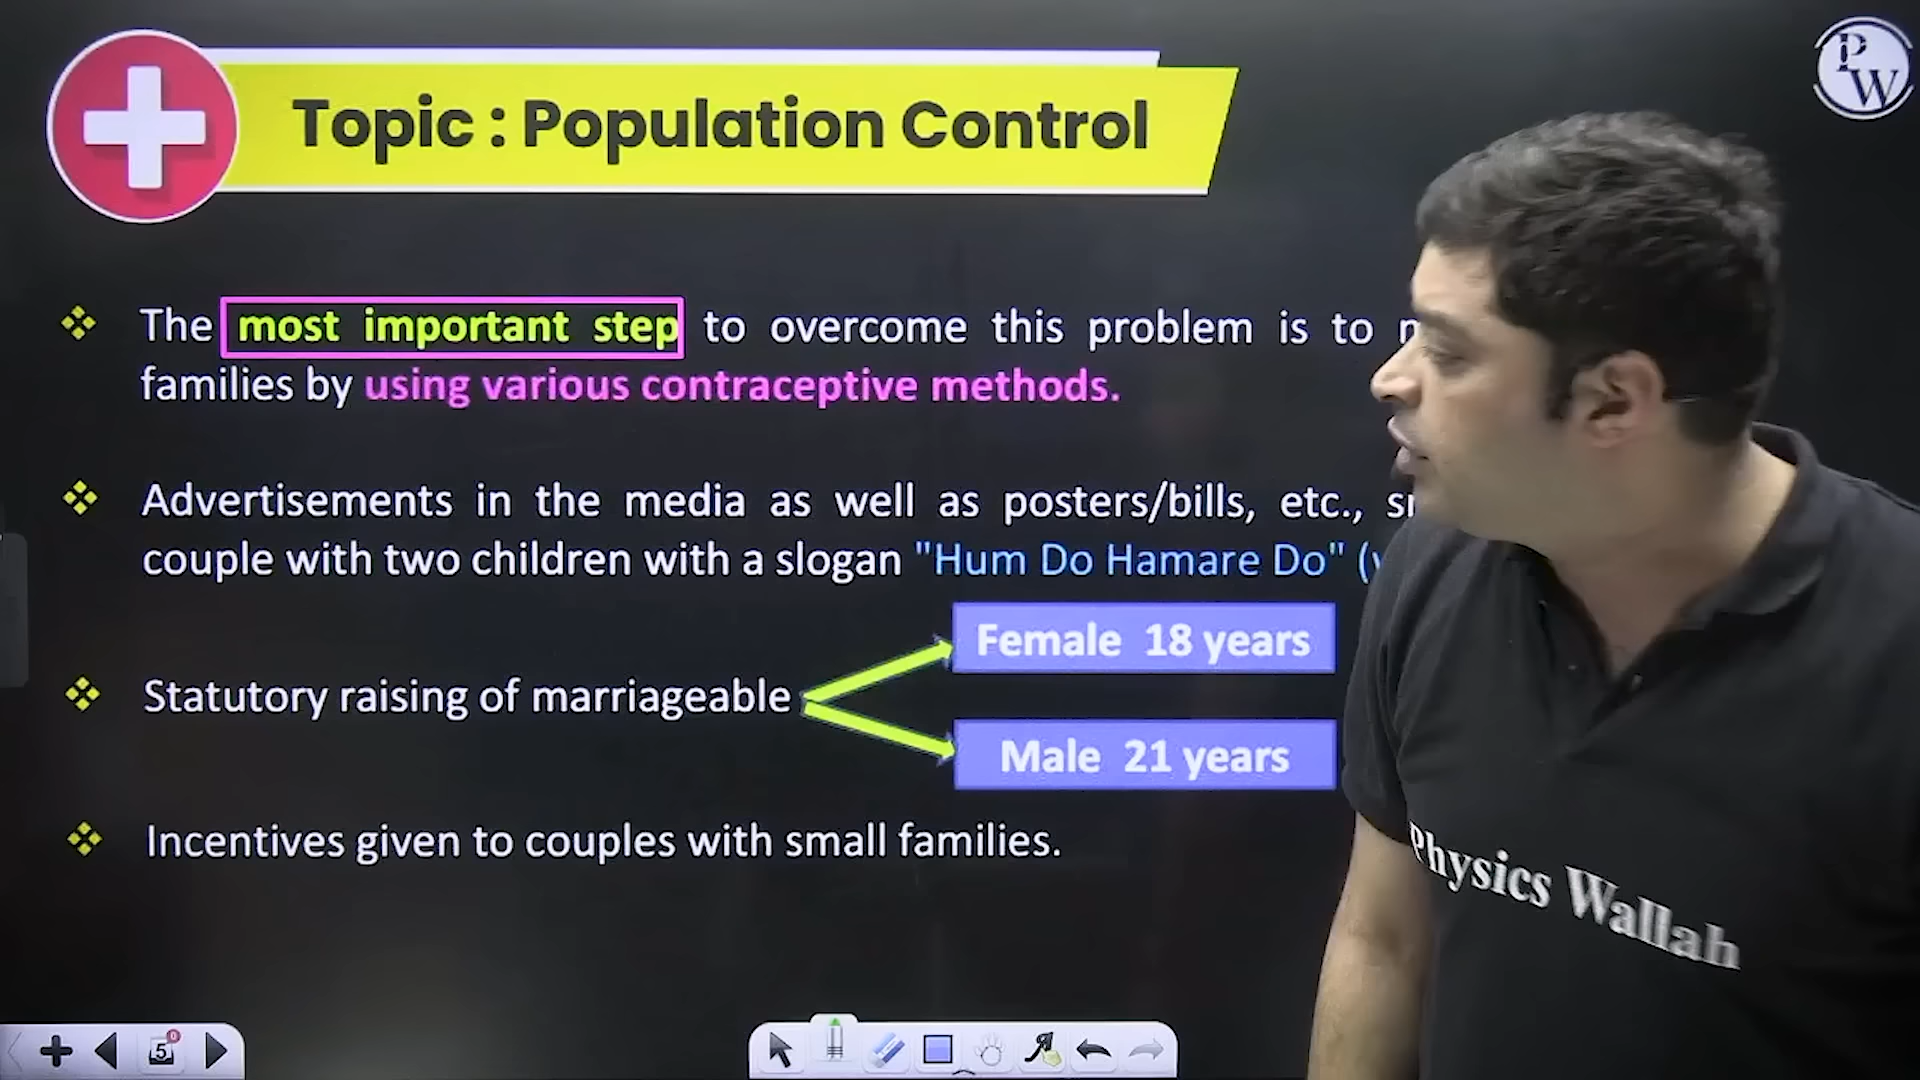 PW
Topic : Population Control
The most important step to overcome this problem is to
families by using various contraceptive methods.
Advertisements in the media as well as posters/bills, etc.,
couple with two children with a slogan "Hum Do Hamare Do"
Female 18 years
Statutory raising of marriageable
Male 21 years
Incentives given to couples with small families.
Physics Wallah
5
0